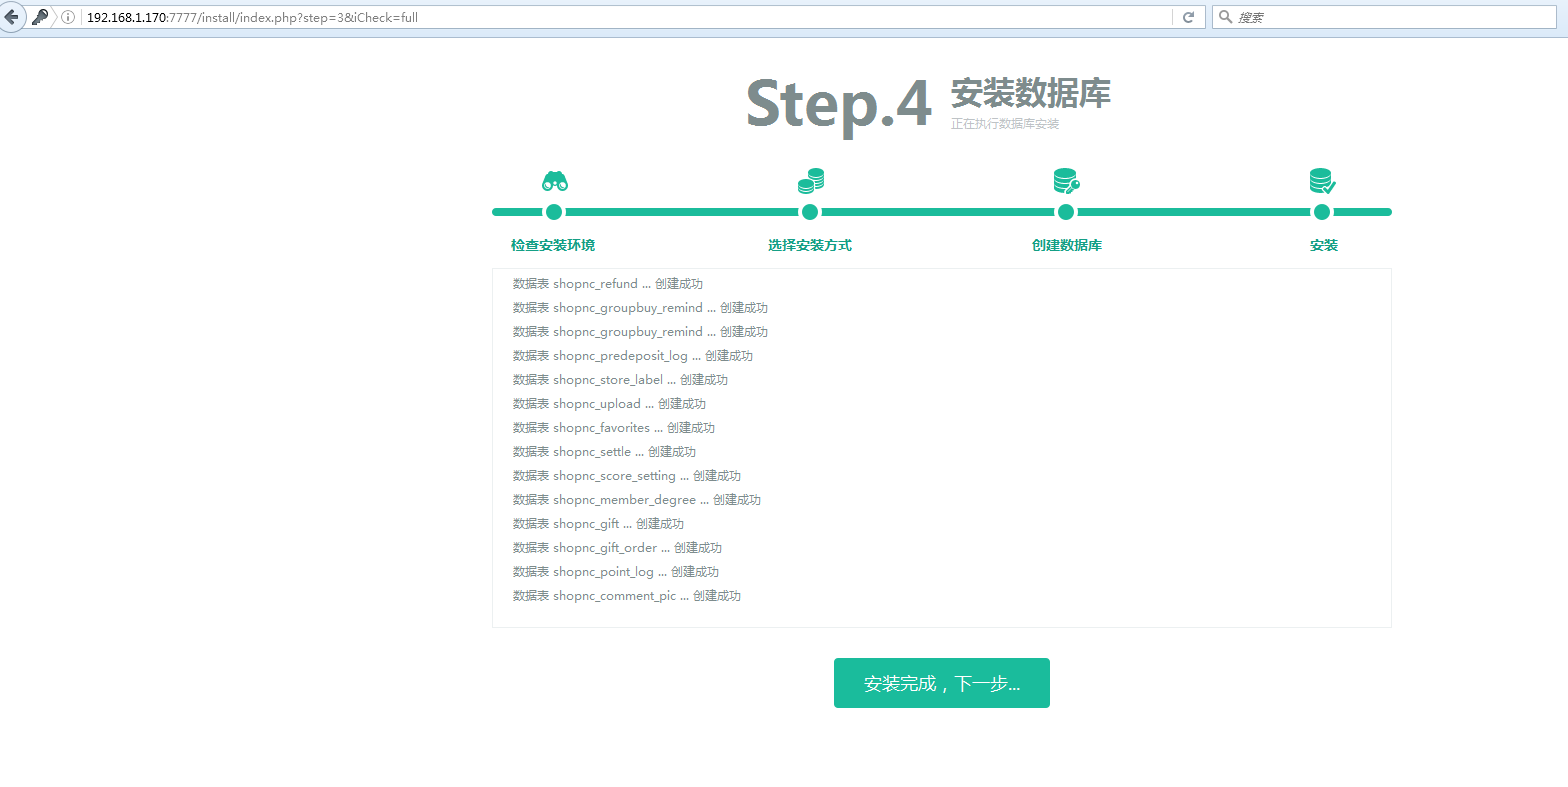 192.168.1.170:7777/install/index.php?step=3&iCheck=full
搜索
Step.4
安装数据库
正在执行数据库安装
检查安装环境
选择安装方式
创建数据库
安装
数据表 shopnc_refund ... 创建成功
数据表 shopnc_groupbuy_remind ... 创建成功
数据表 shopnc_groupbuy_remind ... 创建成功
数据表 shopnc_predeposit_log ... 创建成功
数据表 shopnc_store_label ... 创建成功
数据表 shopnc_upload ... 创建成功
数据表 shopnc_favorites ... 创建成功
数据表 shopnc_settle ... 创建成功
数据表 shopnc_score_setting ... 创建成功
数据表 shopnc_member_degree ... 创建成功
数据表 shopnc_gift ... 创建成功
数据表 shopnc_gift_order ... 创建成功
数据表 shopnc_point_log ... 创建成功
数据表 shopnc_comment_pic ... 创建成功
安装完成，下一步...